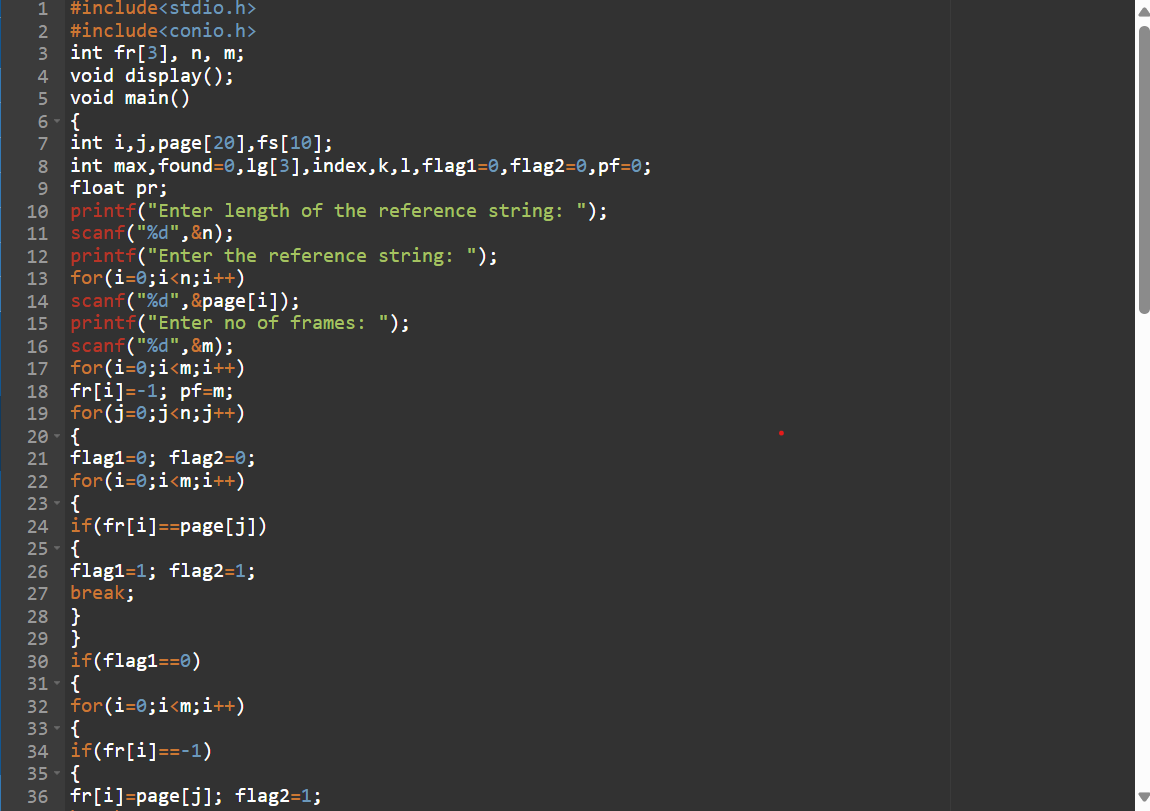 1 #include<stdio.h>
2 #include<conio.h>
3 int fr[3], n, m;
4 void display();
5 void main()
6 {
7 int i,j,page[20],fs[10];
8 int max,found=0,lg[3],index,k,l,flag1=0,flag2=0,pf=0;
9 float pr;
10 printf("Enter length of the reference string: ");
11 scanf("%d",&n);
12 printf("Enter the reference string: ");
13 for(i=0;i<n;i++)
14 scanf("%d",&page[i]);
15 printf("Enter no of frames: ");
16 scanf("%d",&m);
17 for(i=0;i<m;i++)
18 fr[i]=-1; pf=m;
19 for(j=0;j<n;j++)
20 {
21 flag1=0; flag2=0;
22 for(i=0;i<m;i++)
23 {
24 if(fr[i]==page[j])
25 {
26 flag1=1; flag2=1;
27 break;
28 }
29 }
30 if(flag1==0)
31 {
32 for(i=0;i<m;i++)
33 {
34 if(fr[i]==-1)
35 {
36 fr[i]=page[j]; flag2=1;